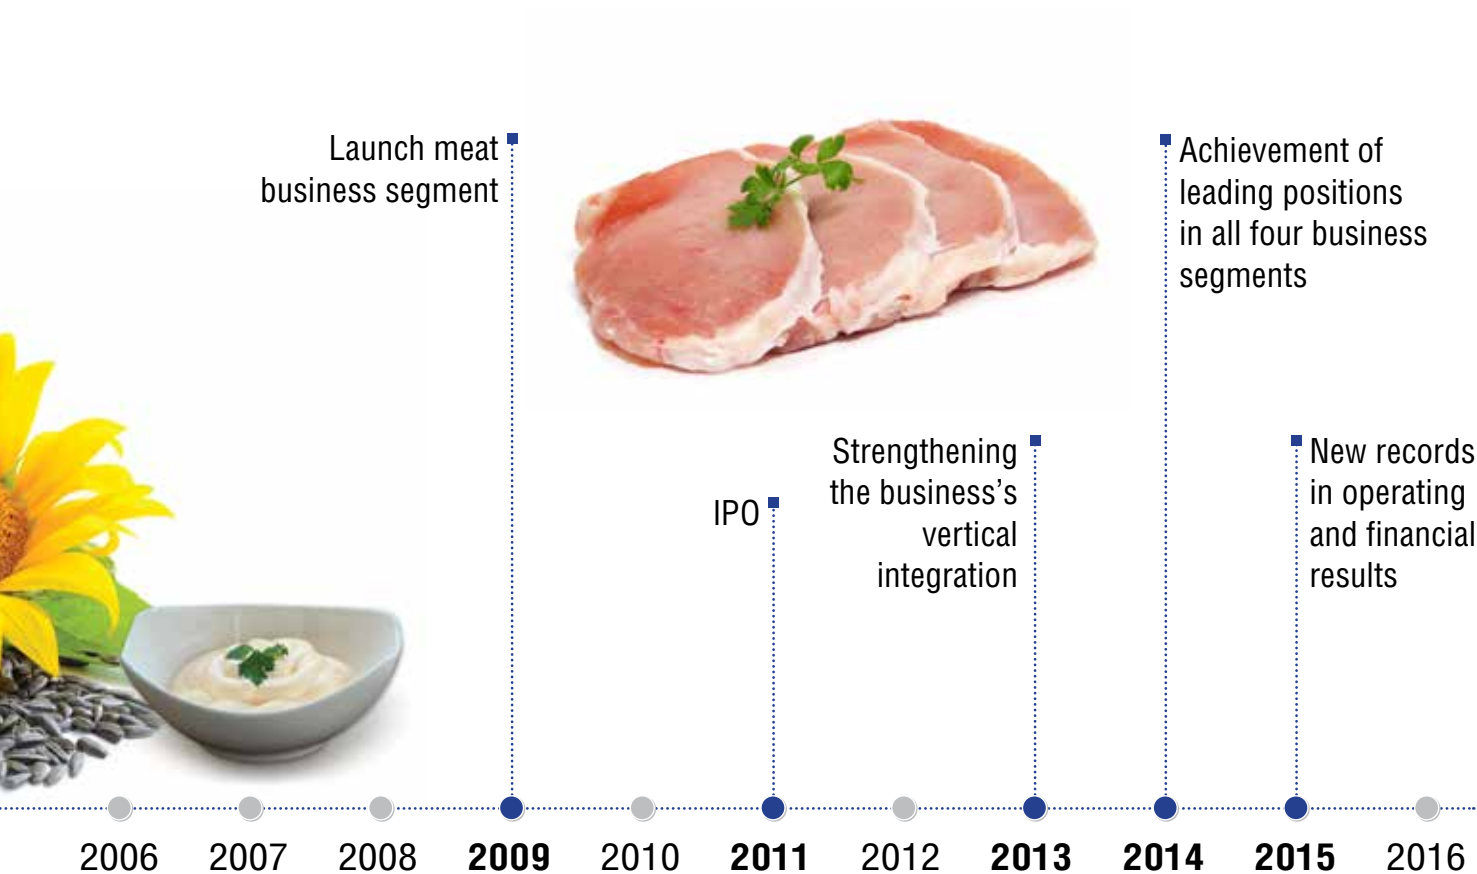 Launch meat
business segment
Achievement of
leading positions
in all four business
segments
Strengthening
the business’s
vertical
integration
IPO
New records
in operating
and financial
results
2006 2007 2008 2009 2010 2011 2012 2013 2014 2015 2016